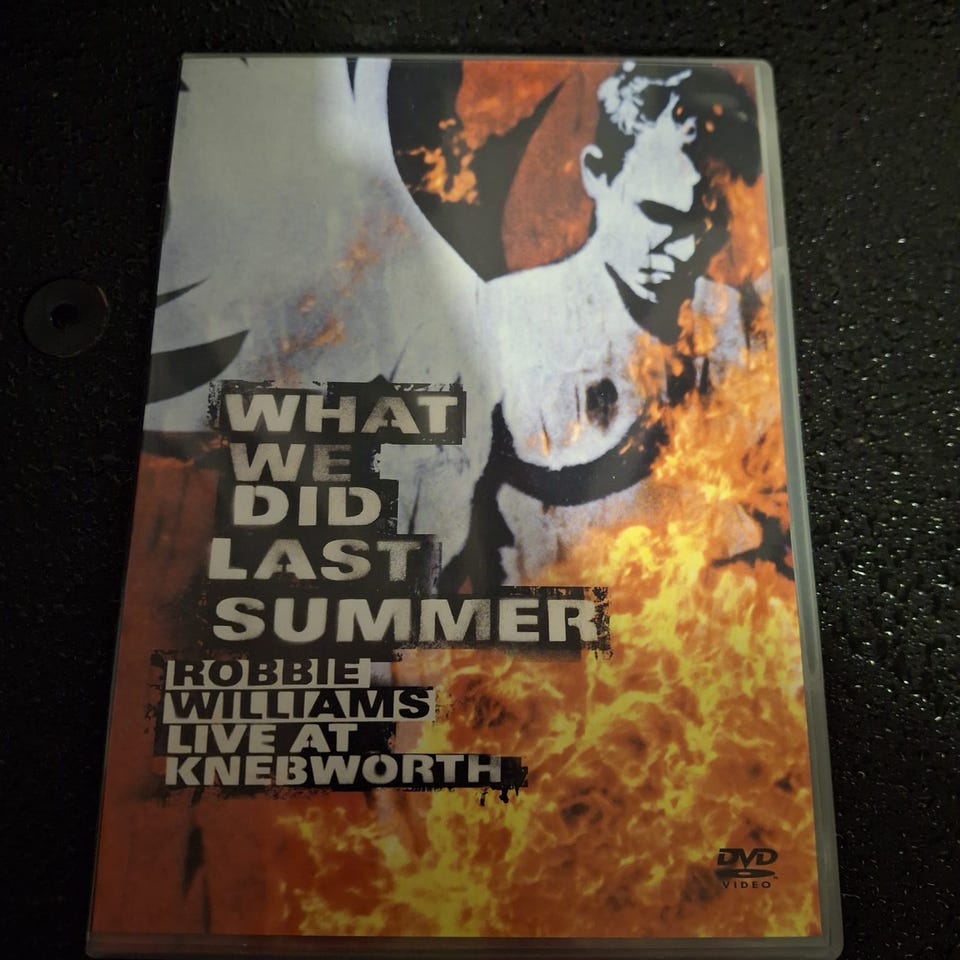 WHAT
WE
DID
LAST
SUMMER
ROBBIE
WILLIAMS
LIVE AT
KNEBWORTH
DVD
VIDEO